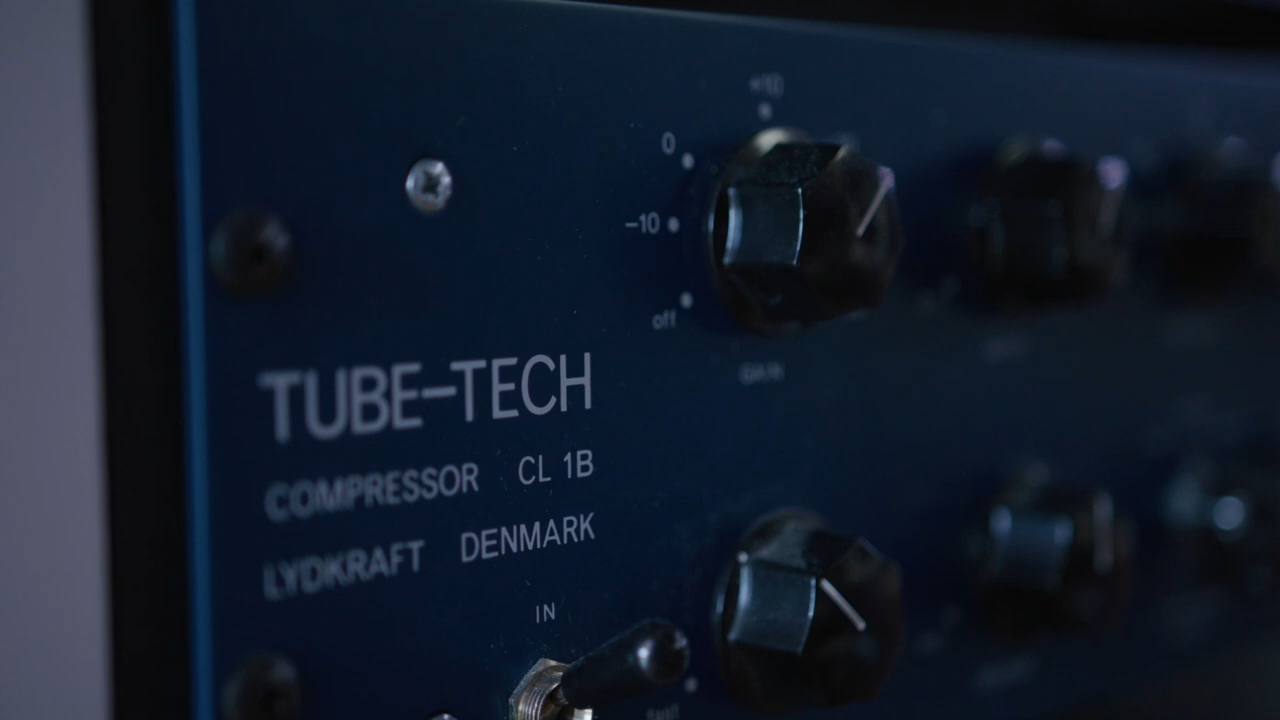 +10
0
-10
off
GAIN
TUBE-TECH
COMPRESSOR CL 1B
LYDKRAFT DENMARK
IN